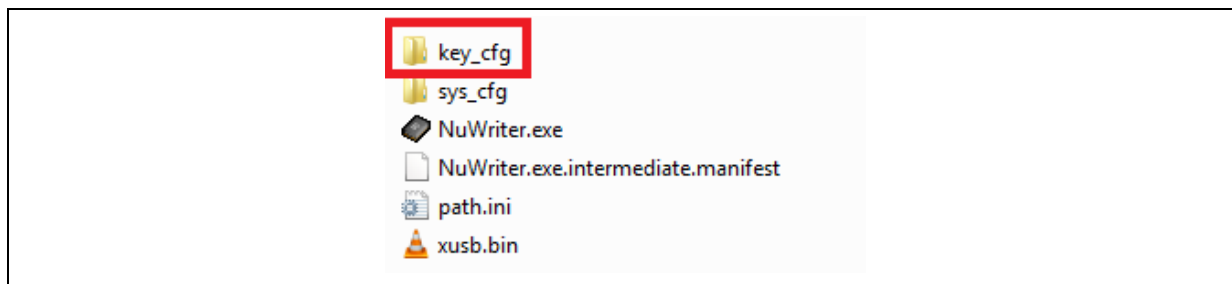 key_cfg
sys_cfg
NuWriter.exe
NuWriter.exe.intermediate.manifest
path.ini
xusb.bin